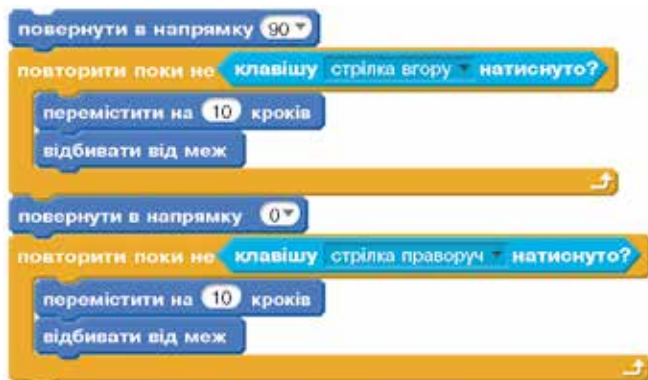 повернути в напрямку 90
повторити поки не клавішу стрілка вгору натиснуто?
перемістити на 10 кроків
відбивати від меж
повернути в напрямку 0
повторити поки не клавішу стрілка праворуч натиснуто?
перемістити на 10 кроків
відбивати від меж